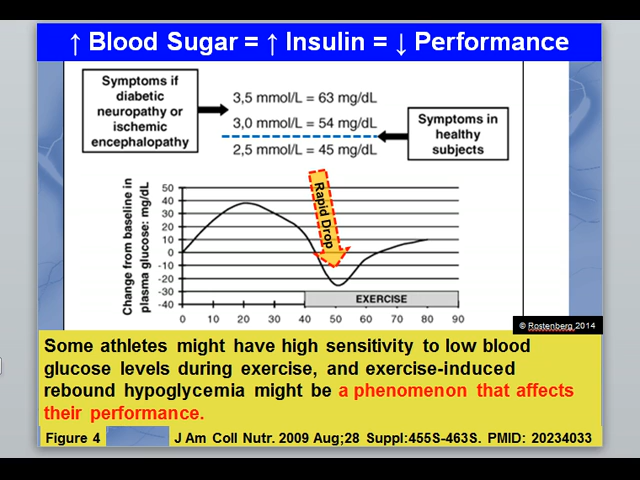 ↑ Blood Sugar = ↑ Insulin = ↓ Performance
Symptoms if
diabetic
neuropathy or
ischemic
encephalopathy
3,5 mmol/L = 63 mg/dL
3,0 mmol/L = 54 mg/dL
2,5 mmol/L = 45 mg/dL
Symptoms in
healthy
subjects
Change from baseline in
plasma glucose: mg/dL
50
40
30
20
10
0
-10
-20
-30
-40
Rapid Drop
EXERCISE
0 10 20 30 40 50 60 70 80 90
© Rostenberg 2014
Some athletes might have high sensitivity to low blood
glucose levels during exercise, and exercise-induced
rebound hypoglycemia might be a phenomenon that affects
their performance.
Figure 4
J Am Coll Nutr. 2009 Aug;28 Suppl:455S-463S. PMID: 20234033